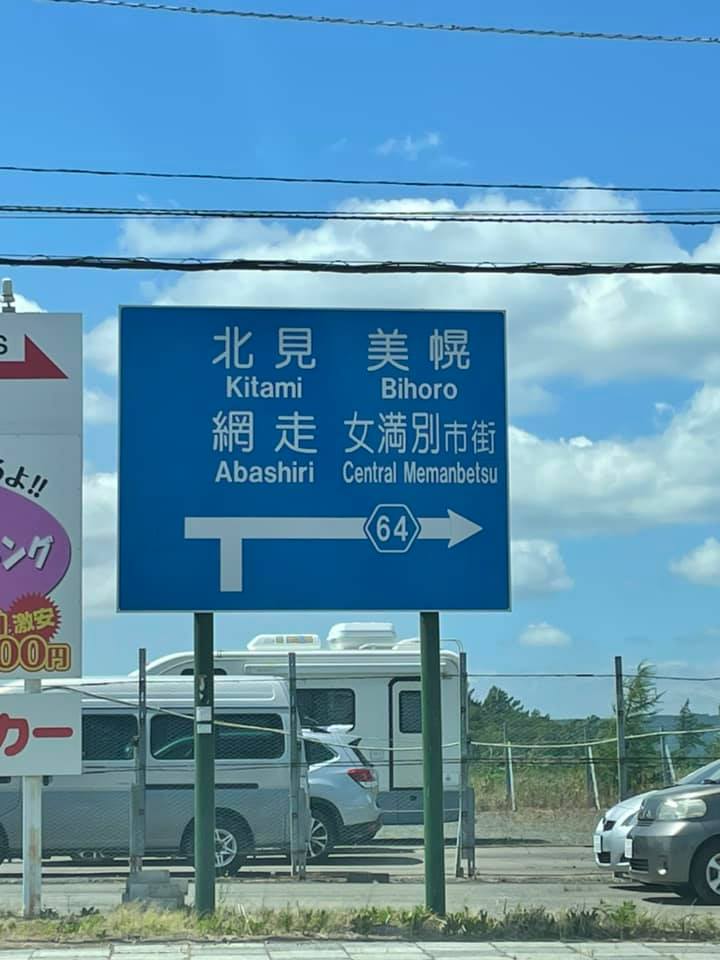 北見 美幌
Kitami Bihoro
網走 女満別市街
Abashiri Central Memanbetsu
64
S
よ!!
ング
激安
00円
カー